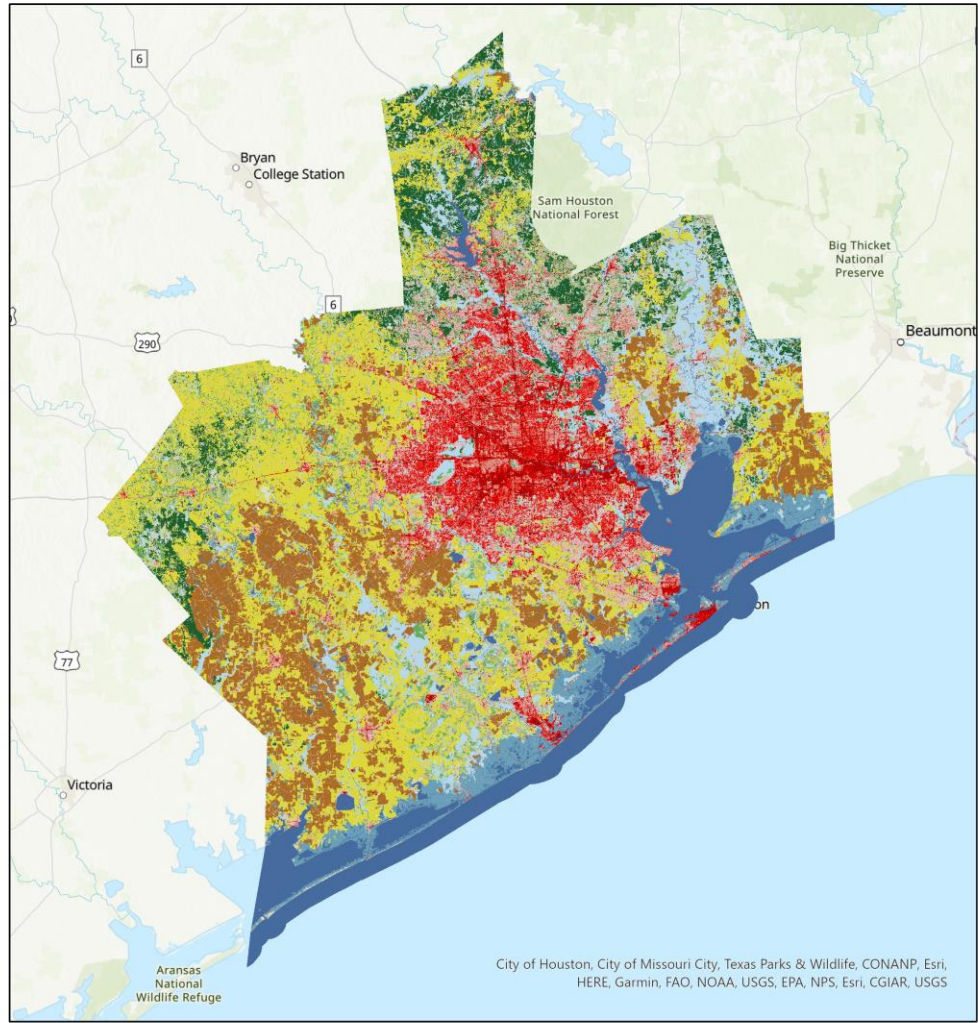 6
Bryan
College Station
Sam Houston
National Forest
Big Thicket
National
Preserve
6
290
Beaumont
on
77
Victoria
Aransas
National
Wildlife Refuge
City of Houston, City of Missouri City, Texas Parks & Wildlife, CONANP, Esri,
HERE, Garmin, FAO, NOAA, USGS, EPA, NPS, Esri, CGIAR, USGS